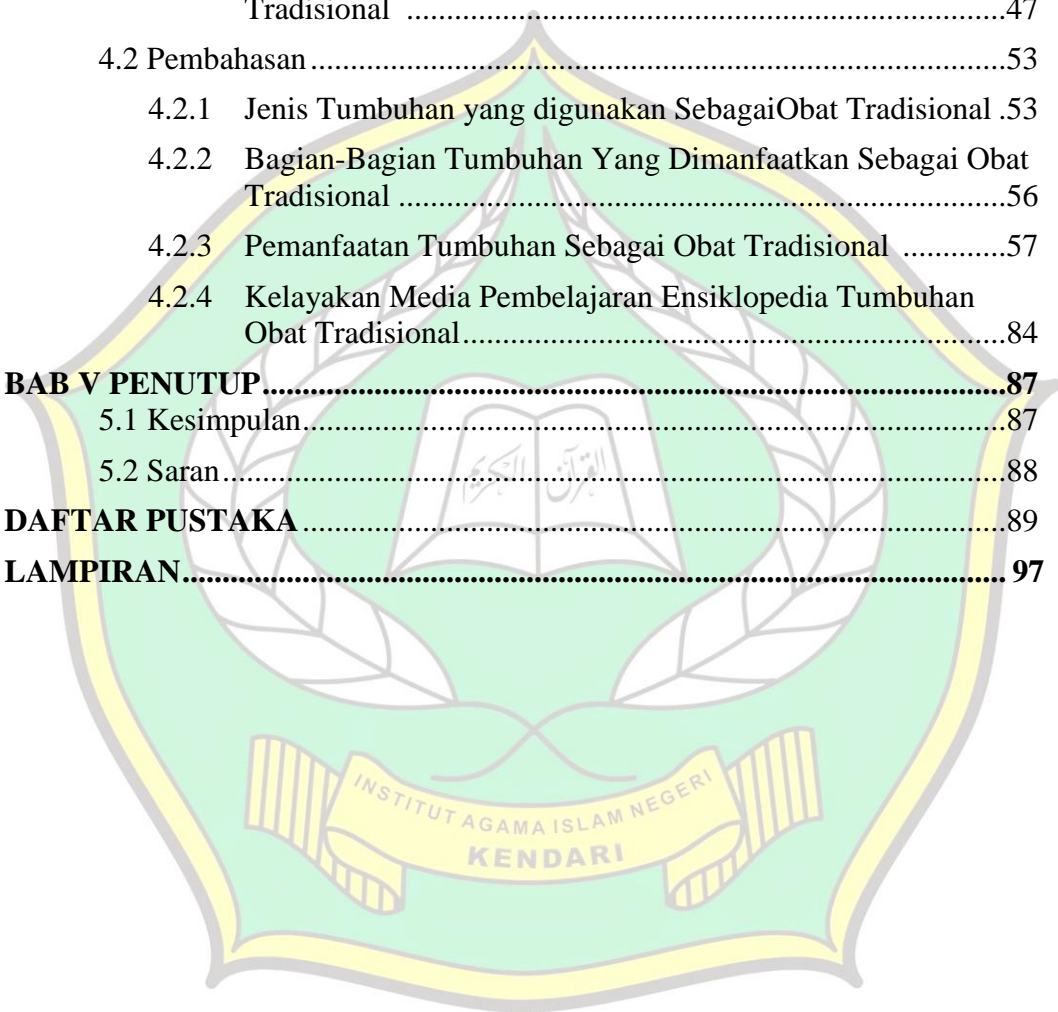 Tradisional ..............................................................................47
4.2 Pembahasan...........................................................................................53
4.2.1 Jenis Tumbuhan yang digunakan SebagaiObat Tradisional .53
4.2.2 Bagian-Bagian Tumbuhan Yang Dimanfaatkan Sebagai Obat
Tradisional ...............................................................................56
4.2.3 Pemanfaatan Tumbuhan Sebagai Obat Tradisional .............57
4.2.4 Kelayakan Media Pembelajaran Ensiklopedia Tumbuhan
Obat Tradisional.......................................................................84
BAB V PENUTUP.................................................................................................87
5.1 Kesimpulan............................................................................................87
5.2 Saran......................................................................................................88
القرآن الكريم
DAFTAR PUSTAKA............................................................................................89
LAMPIRAN........................................................................................................... 97
INSTITUT AGAMA ISLAM NEGERI
KENDARI